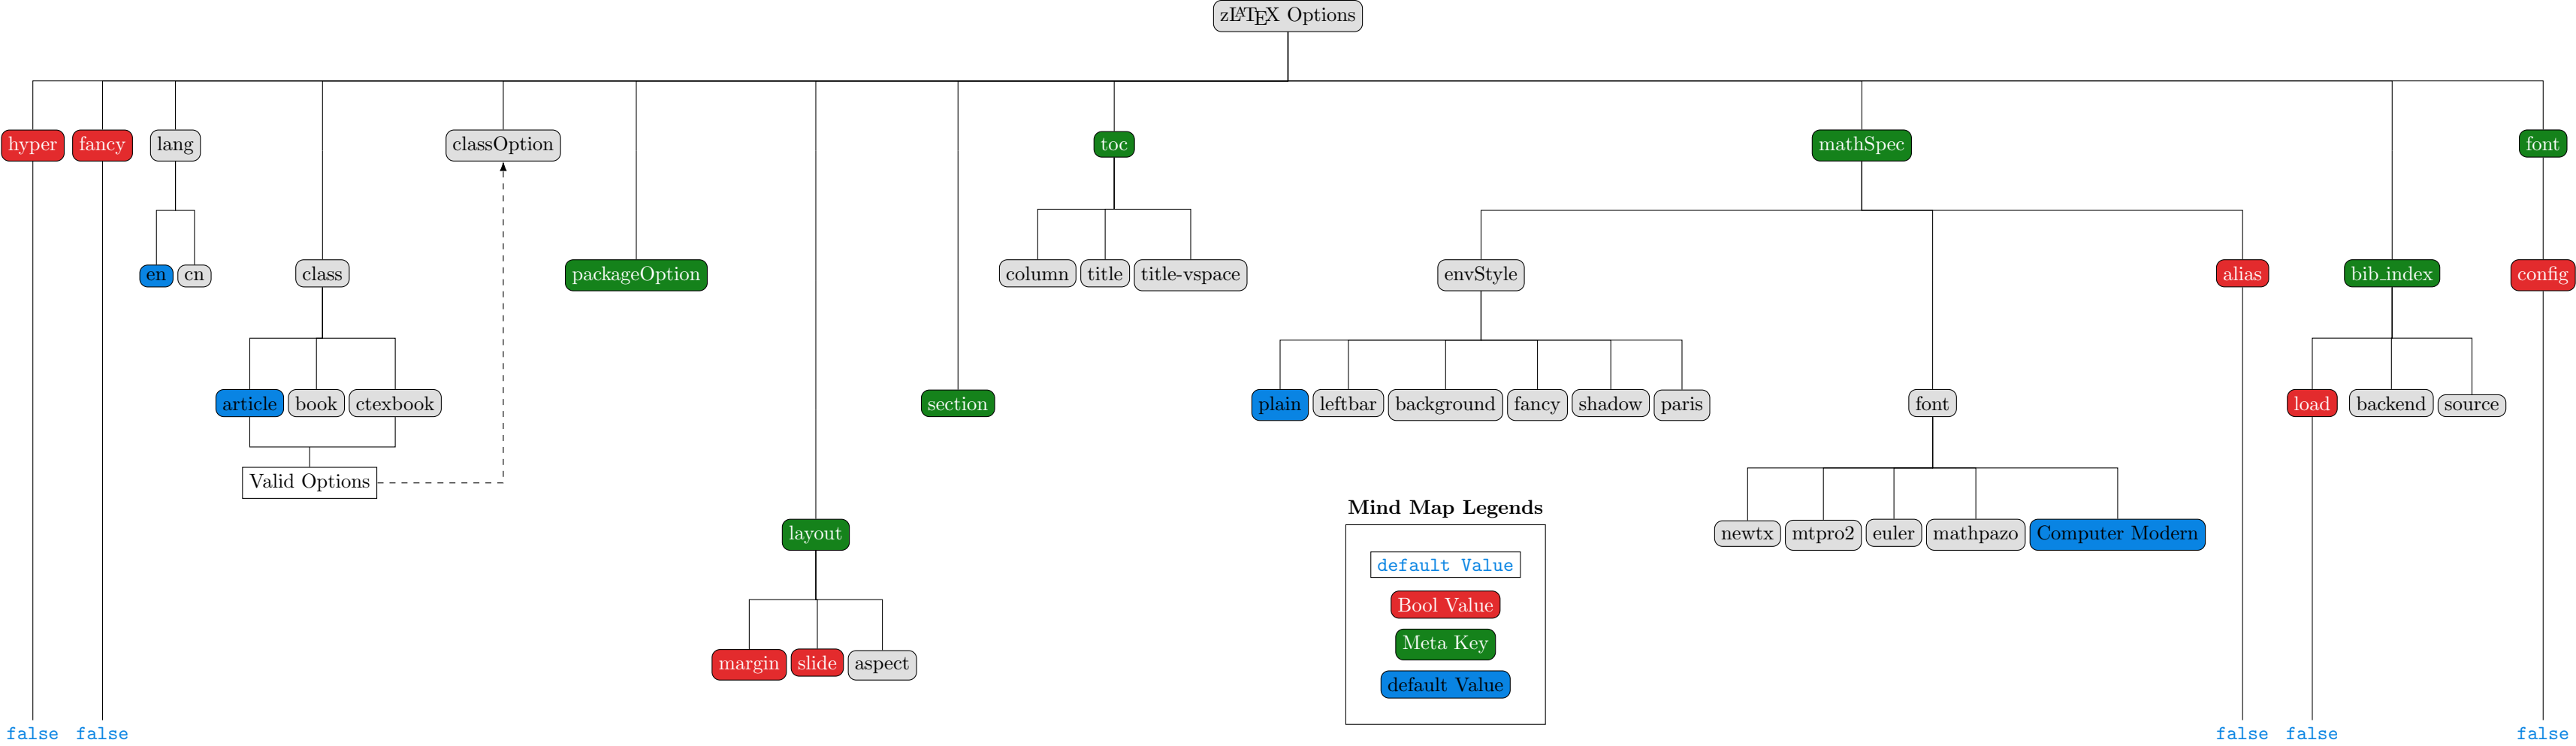 zLATEX Options
hyper fancy lang classOption toc mathSpec font
en cn class packageOption column title title-vspace envStyle alias bib_index config
article book ctexbook section plain leftbar background fancy shadow paris font load backend source
Valid Options
Mind Map Legends
layout newtx mtpro2 euler mathpazo Computer Modern
default Value
Bool Value
Meta Key
margin slide aspect
default Value
false false false false false